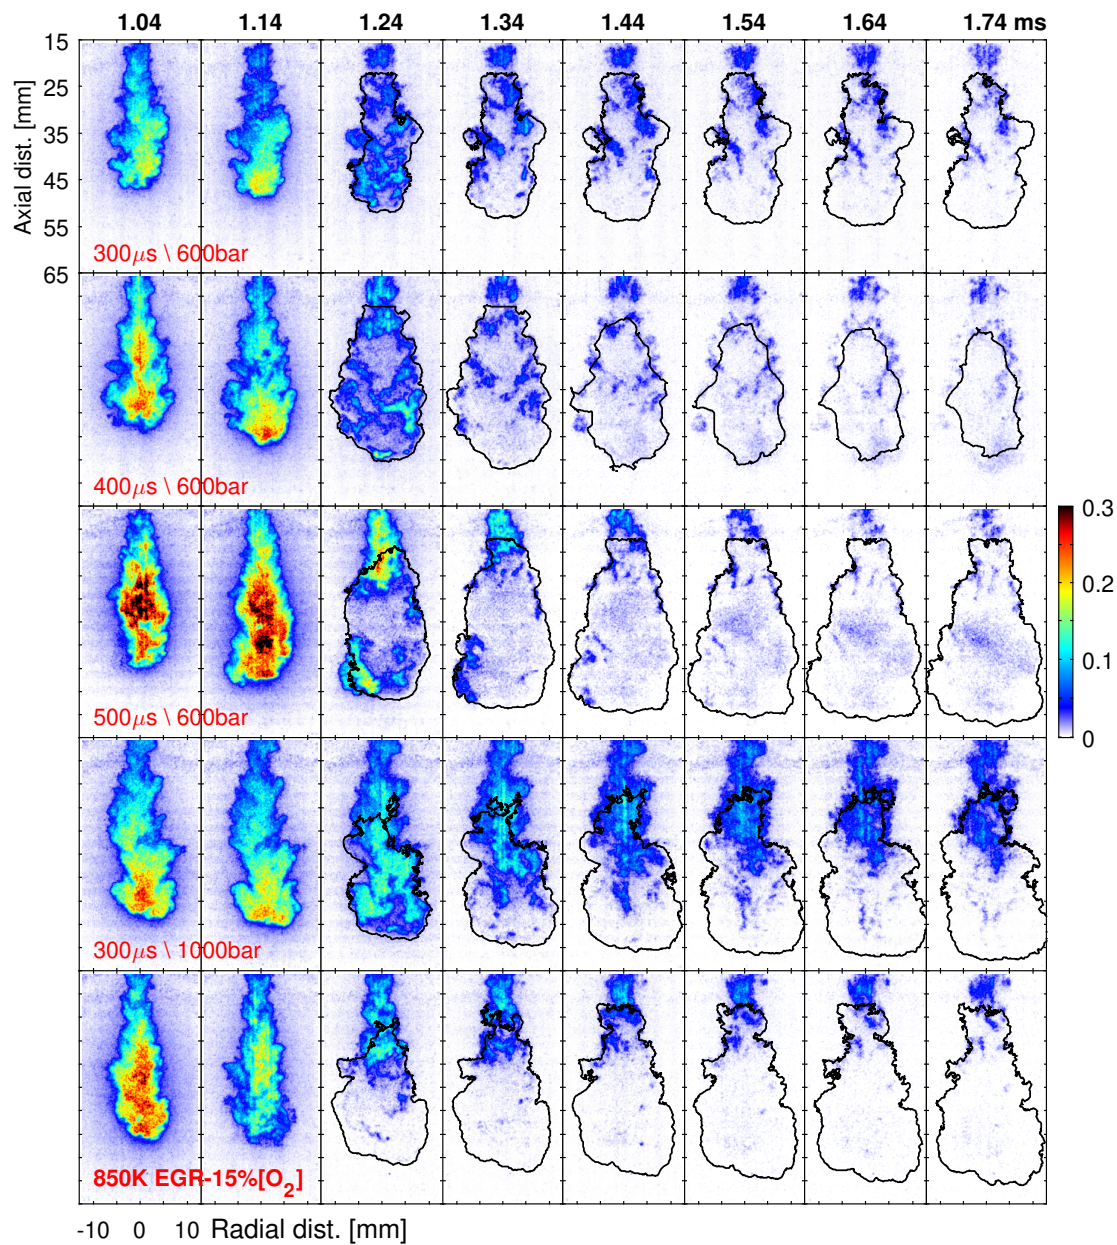 1.04 1.14 1.24 1.34 1.44 1.54 1.64 1.74 ms
15
25
35
45
55
65
Axial dist. [mm]
300μs \ 600bar
400μs \ 600bar
500μs \ 600bar
0.3
0.2
0.1
0
300μs \ 1000bar
850K EGR-15%[O₂]
-10 0 10 Radial dist. [mm]